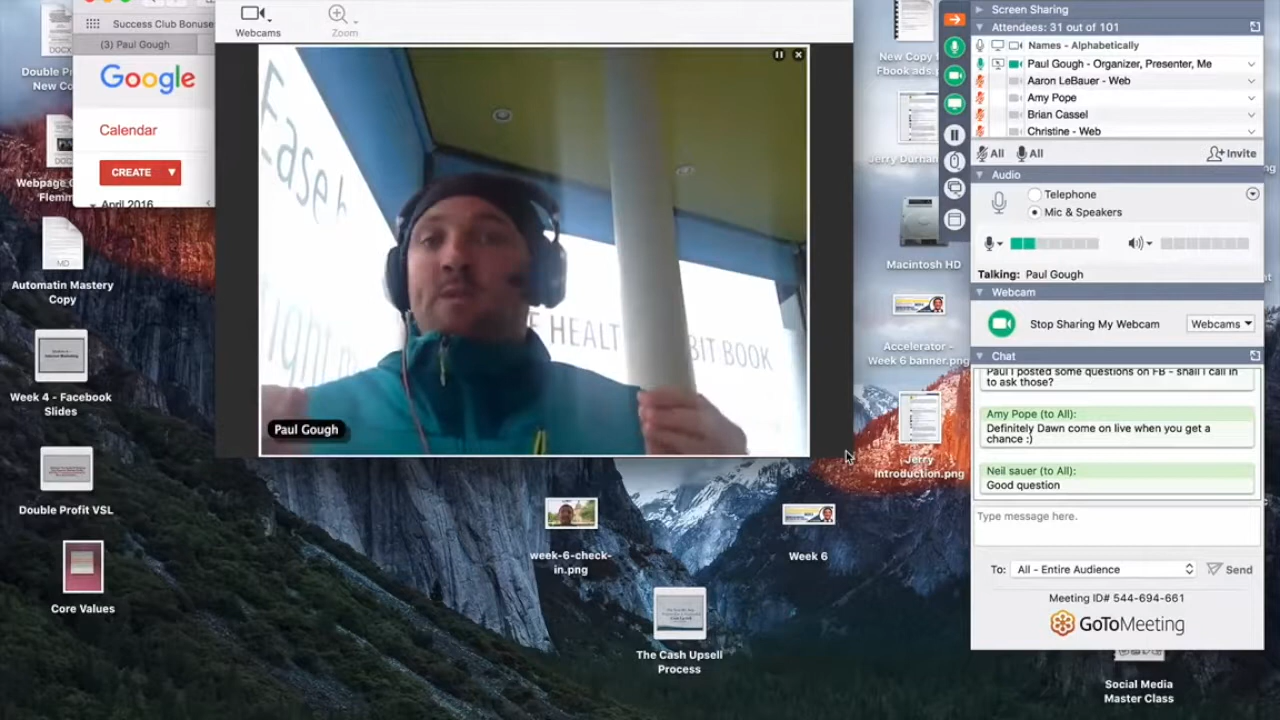 DOCX
Double Pr
New Co
Webpage C
Flemm
MD
Automatin Mastery
Copy
Week 4 - Facebook
Slides
Double Profit VSL
Core Values
Success Club Bonuse
(3) Paul Gough
Google
Calendar
CREATE
April 2016
Webcams
Zoom
Ease
HEALT
BIT BOOK
Paul Gough
week-6-check-
in.png
Week 6
The Cash Upsell
Process
New Copy
Fbook ads.
Jerry Durha
Macintosh HD
Accelerator -
Week 6 banner.png
Jerry
Introduction.png
Screen Sharing
Attendees: 31 out of 101
Names - Alphabetically
Paul Gough - Organizer, Presenter, Me
Aaron LeBauer - Web
Amy Pope
Brian Cassel
Christine - Web
All
All
Invite
Audio
Telephone
Mic & Speakers
Talking: Paul Gough
Webcam
Stop Sharing My Webcam
Webcams
Chat
Paul I posted some questions on FB - shall I call in
to ask those?
Amy Pope (to All):
Definitely Dawn come on live when you get a
chance :)
Neil sauer (to All):
Good question
Type message here.
To:
All - Entire Audience
Send
Meeting ID# 544-694-661
GoToMeeting
Social Media
Master Class